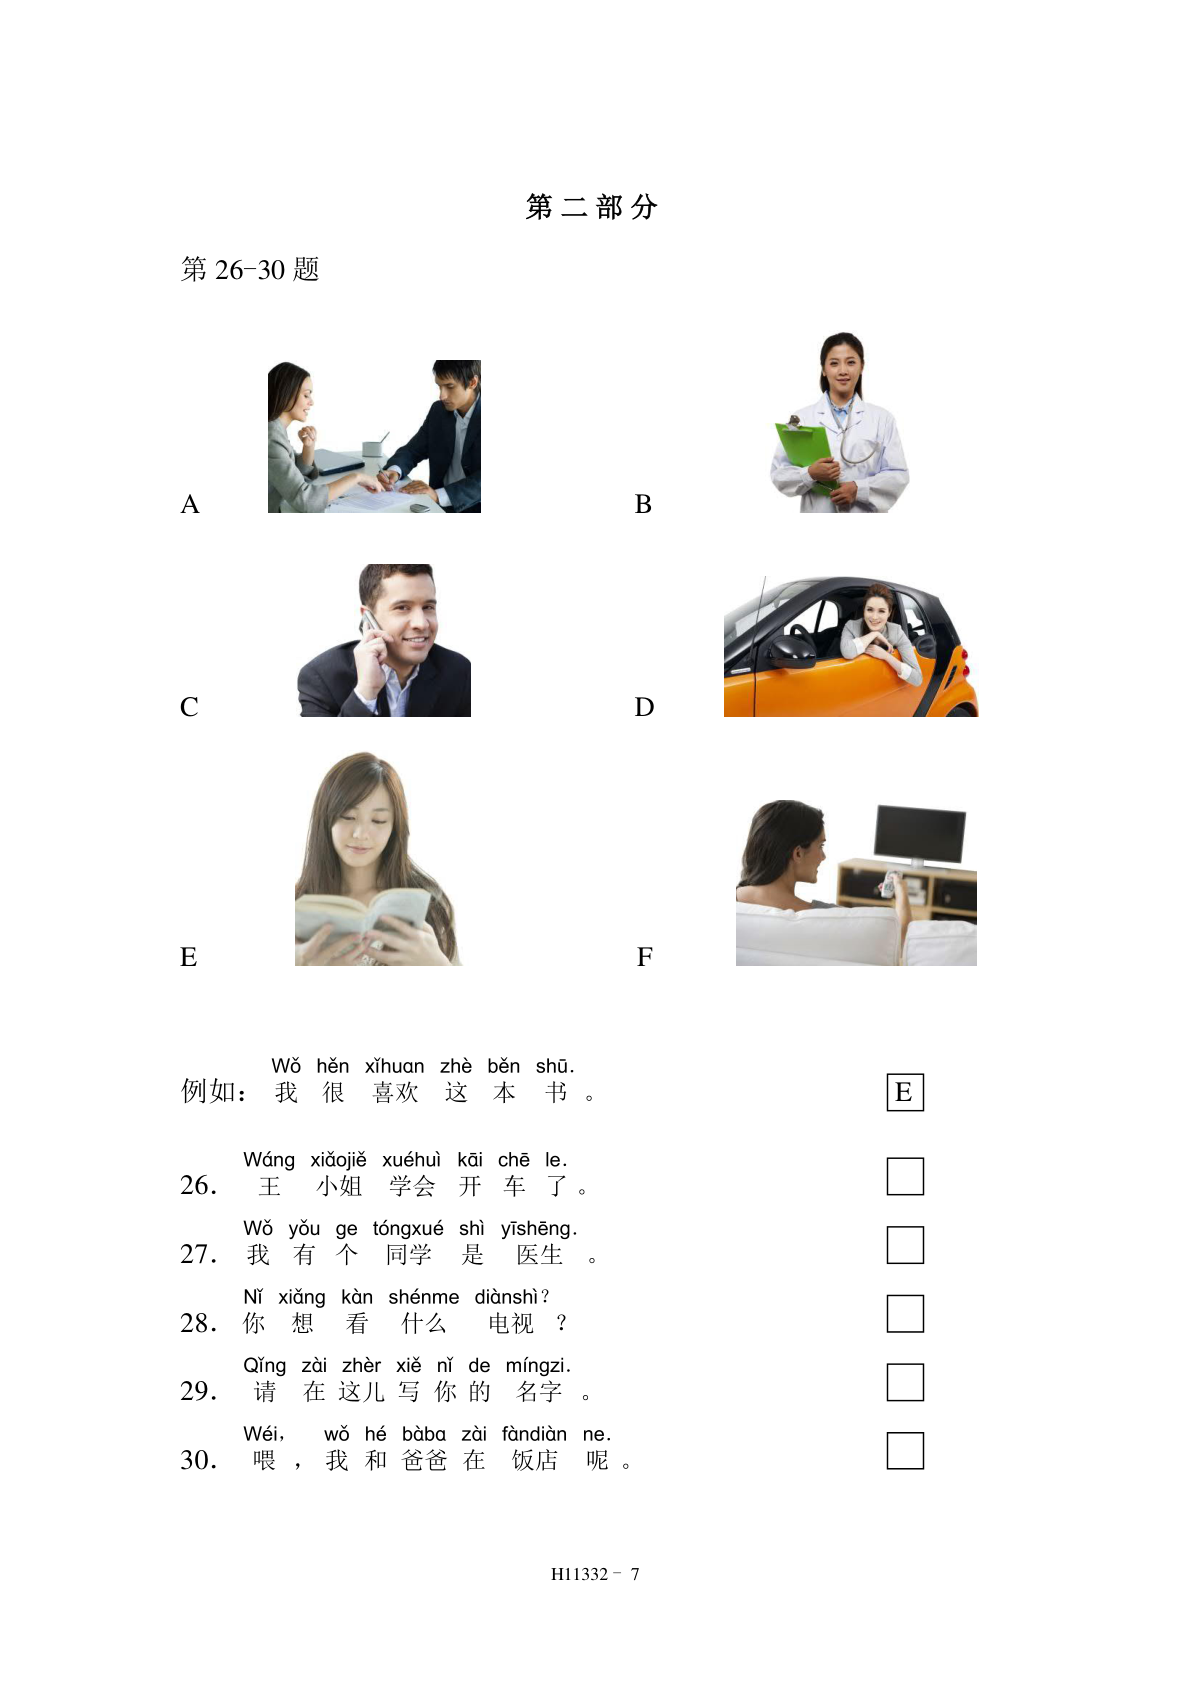 第二部分
第 26-30 题
A
B
C
D
E
F
Wǒ hěn xǐhuan zhè běn shū.
例如： 我 很 喜欢 这 本 书 。
E
Wáng xiǎojiě xuéhuì kāi chē le.
26. 王 小姐 学会 开 车 了 。
Wǒ yǒu ge tóngxué shì yīshēng.
27. 我 有 个 同学 是 医生 。
Nǐ xiǎng kàn shénme diànshì?
28. 你 想 看 什么 电视 ？
Qǐng zài zhèr xiě nǐ de míngzi.
29. 请 在 这儿 写 你 的 名字 。
Wéi, wǒ hé bàba zài fàndiàn ne.
30. 喂 ， 我 和 爸爸 在 饭店 呢 。
H11332- 7